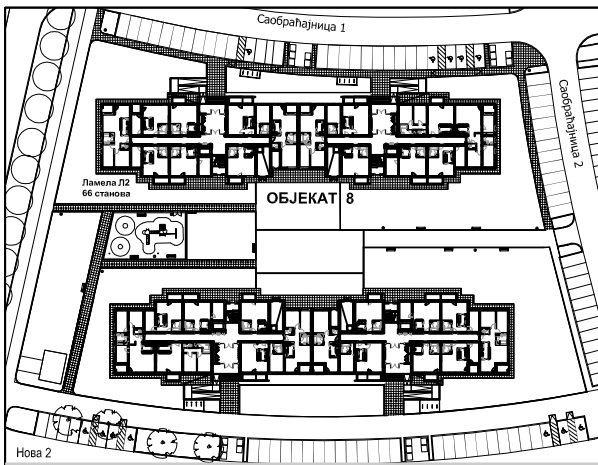 Саобраћајница 1
Саобраћајница 2
Ламела Л2
66 станова
ОБЈЕКАТ 8
Нова 2